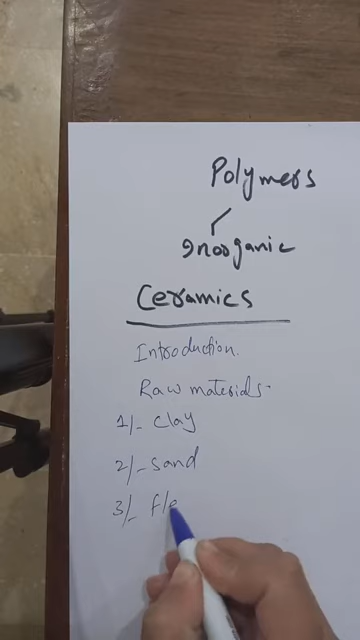 Polymers
Inorganic
Ceramics
Introduction.
Raw materials.
1/- Clay
2/- Sand
3/- fle